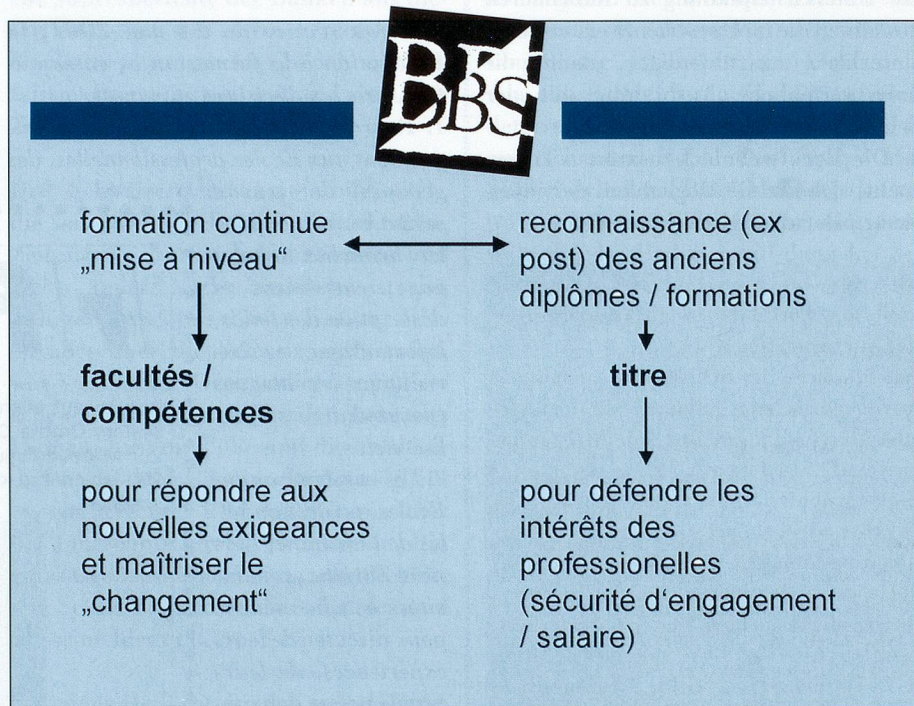 BBS
formation continue
„mise à niveau“
facultés /
compétences
pour répondre aux
nouvelles exigeances
et maîtriser le
„changement“
reconnaissance (ex
post) des anciens
diplômes / formations
titre
pour défendre les
intérêts des
professionelles
(sécurité d‘engagement
/ salaire)